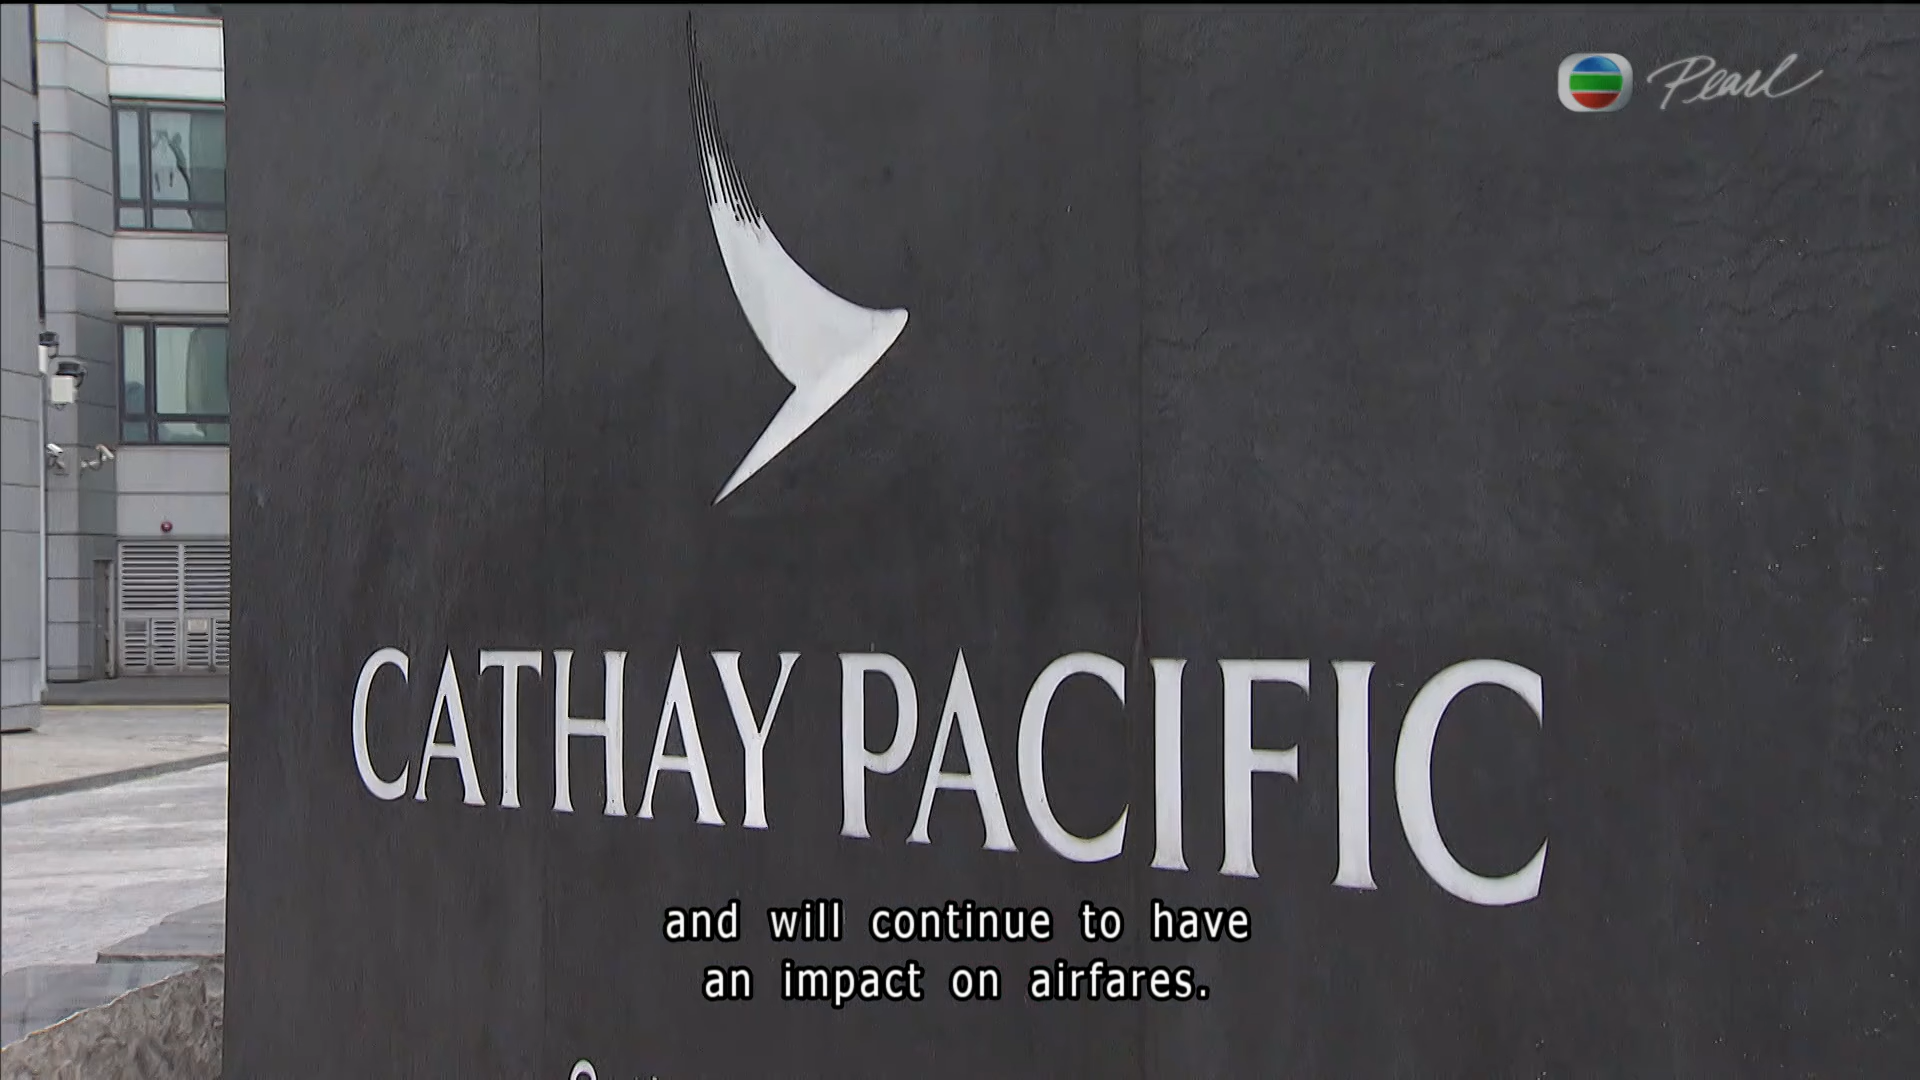 Pearl
CATHAY PACIFIC
and will continue to have
an impact on airfares.